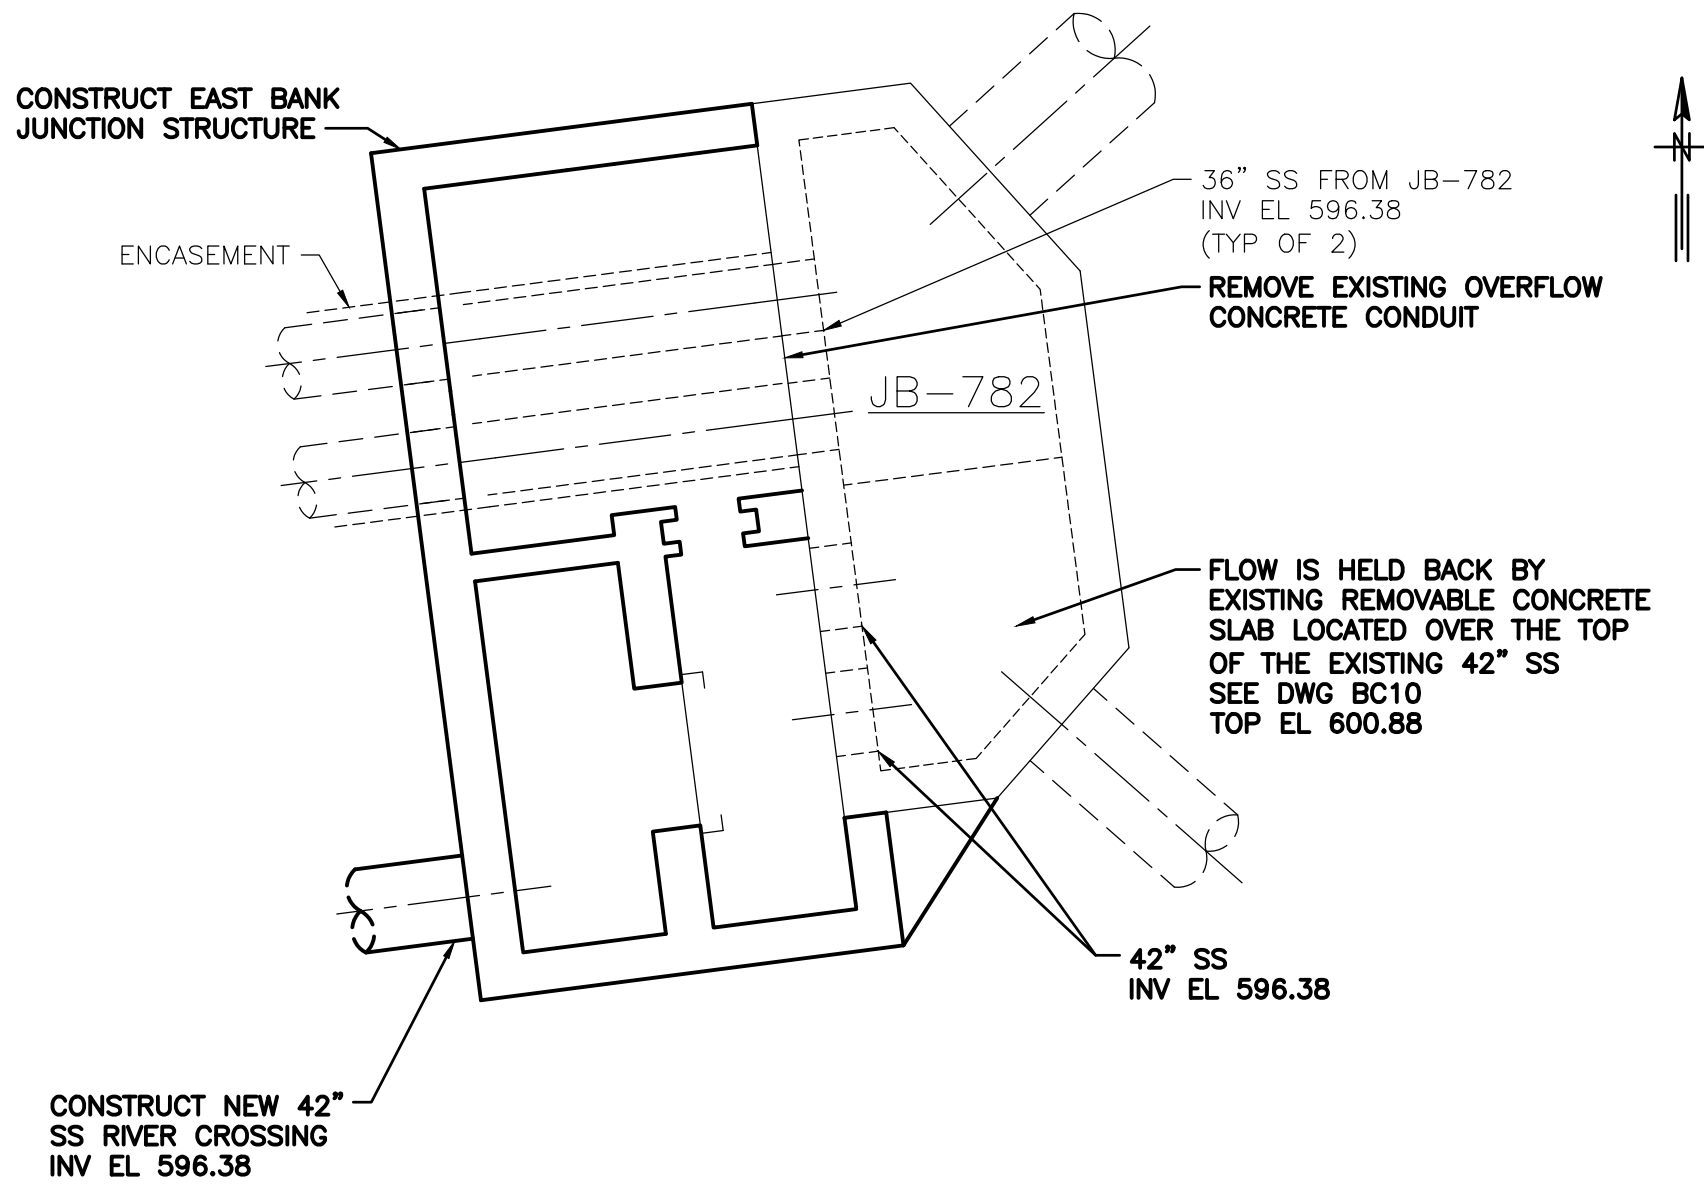 CONSTRUCT EAST BANK
JUNCTION STRUCTURE
ENCASEMENT
N
36" SS FROM JB-782
INV EL 596.38
(TYP OF 2)
REMOVE EXISTING OVERFLOW
CONCRETE CONDUIT
JB-782
FLOW IS HELD BACK BY
EXISTING REMOVABLE CONCRETE
SLAB LOCATED OVER THE TOP
OF THE EXISTING 42" SS
SEE DWG BC10
TOP EL 600.88
42" SS
INV EL 596.38
CONSTRUCT NEW 42"
SS RIVER CROSSING
INV EL 596.38